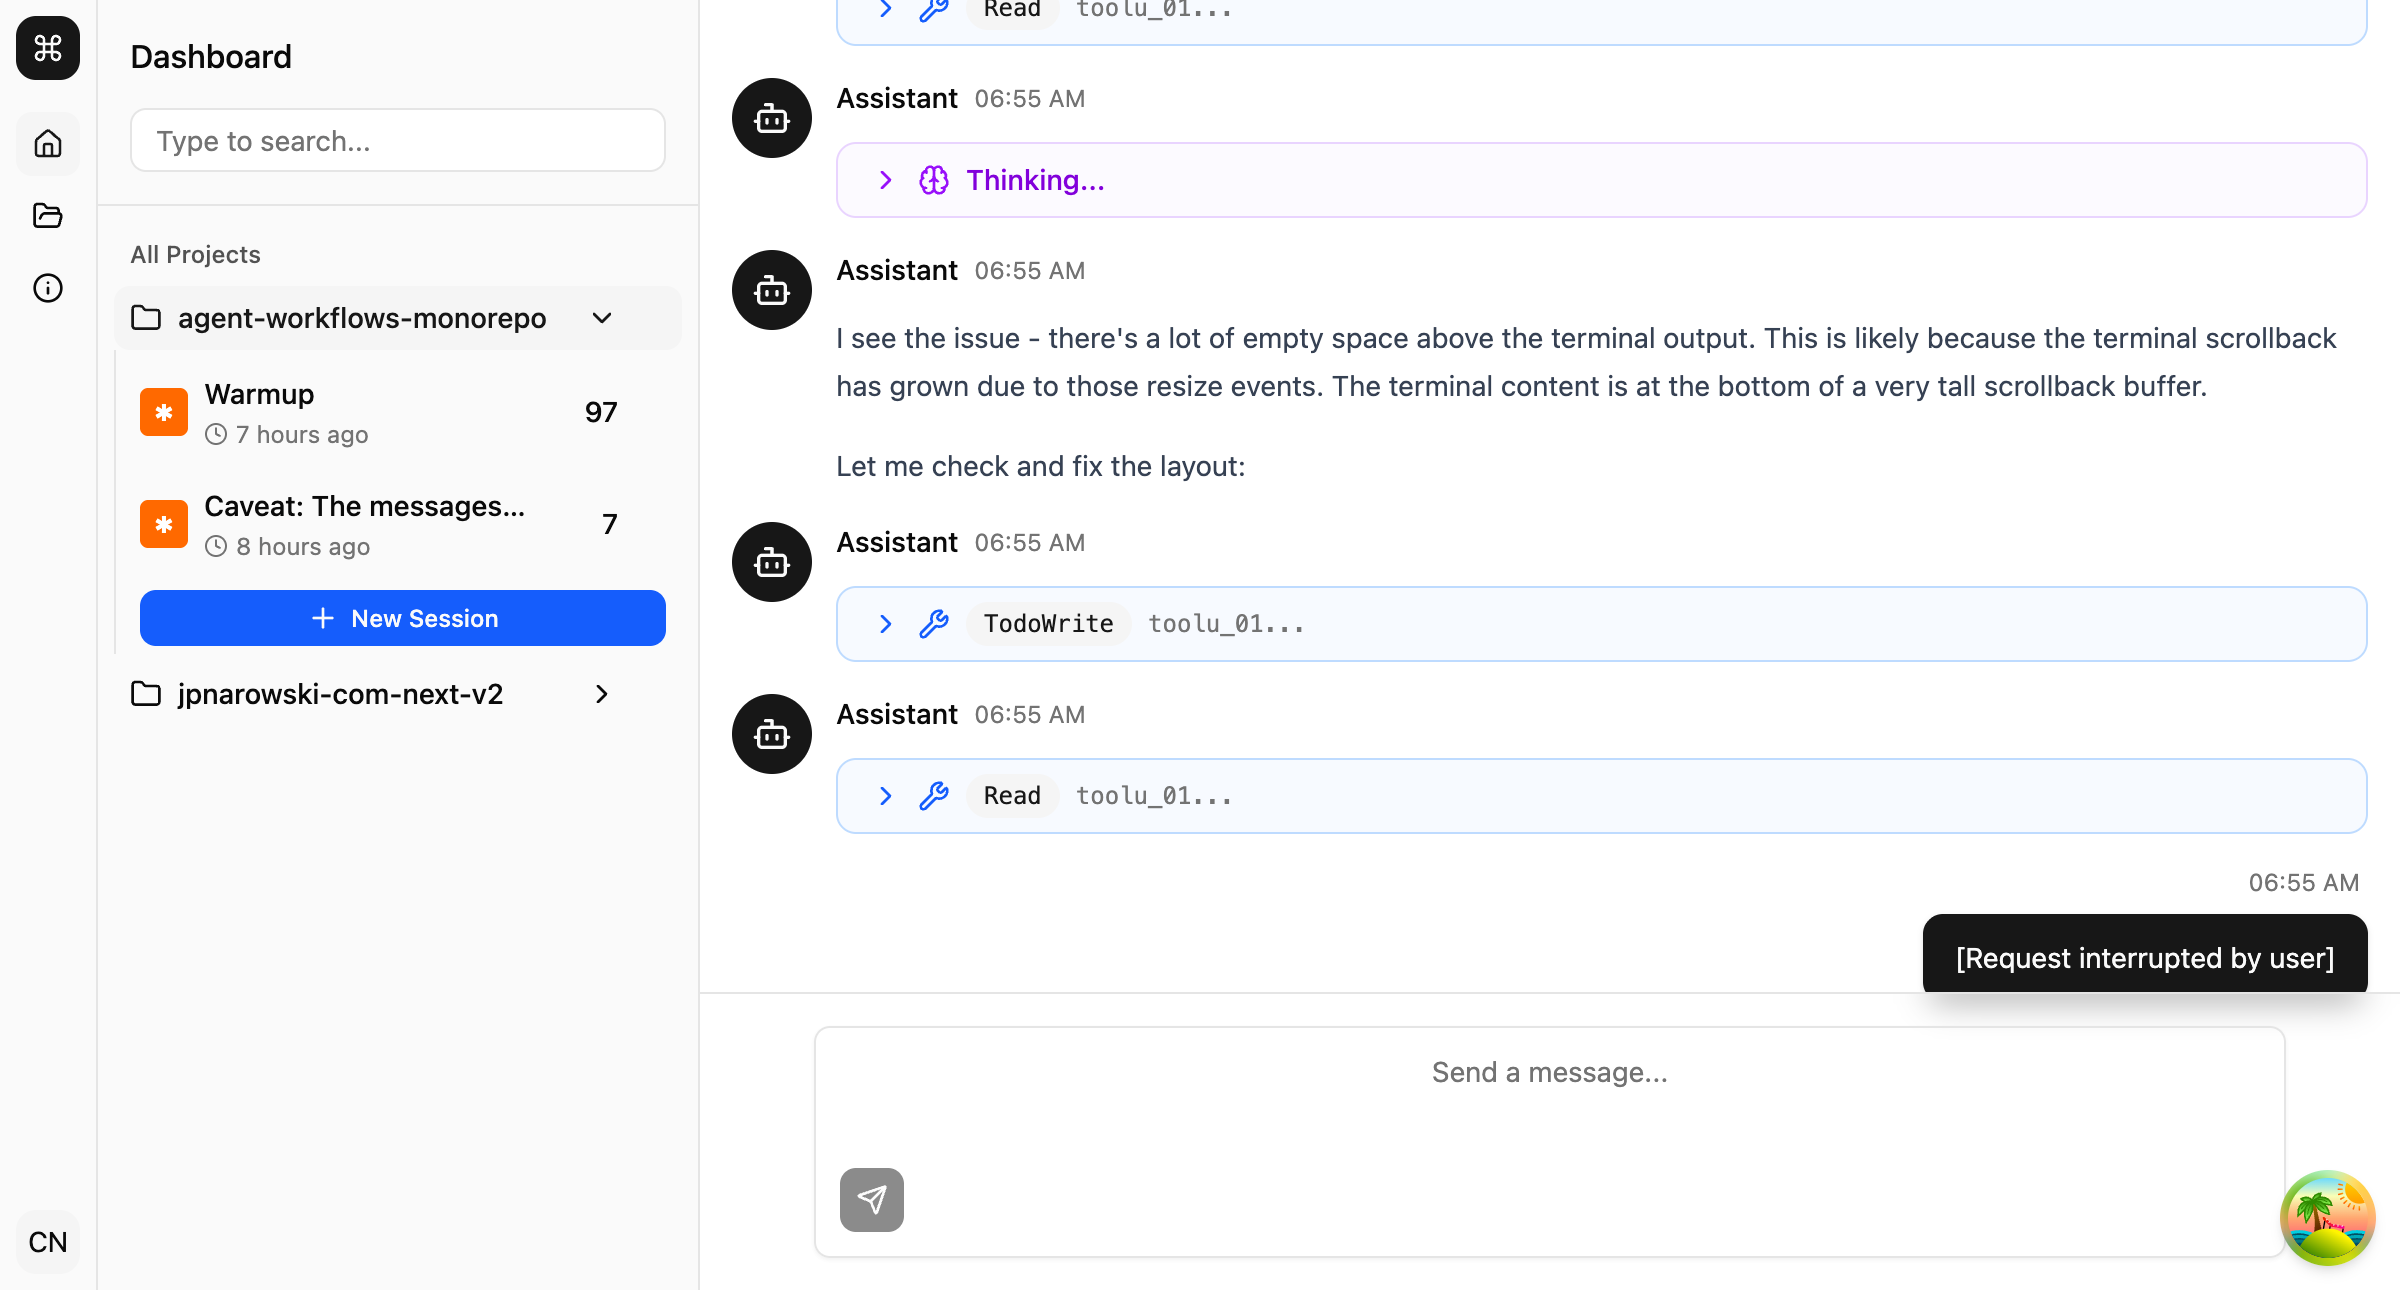 Dashboard
Type to search...
All Projects
agent-workflows-monorepo
Warmup
7 hours ago
97
Caveat: The messages...
8 hours ago
7
New Session
jpnarowski-com-next-v2
CN
Read toolu_01...
Assistant 06:55 AM
Thinking...
Assistant 06:55 AM
I see the issue - there's a lot of empty space above the terminal output. This is likely because the terminal scrollback
has grown due to those resize events. The terminal content is at the bottom of a very tall scrollback buffer.
Let me check and fix the layout:
Assistant 06:55 AM
TodoWrite toolu_01...
Assistant 06:55 AM
Read toolu_01...
06:55 AM
[Request interrupted by user]
Send a message...